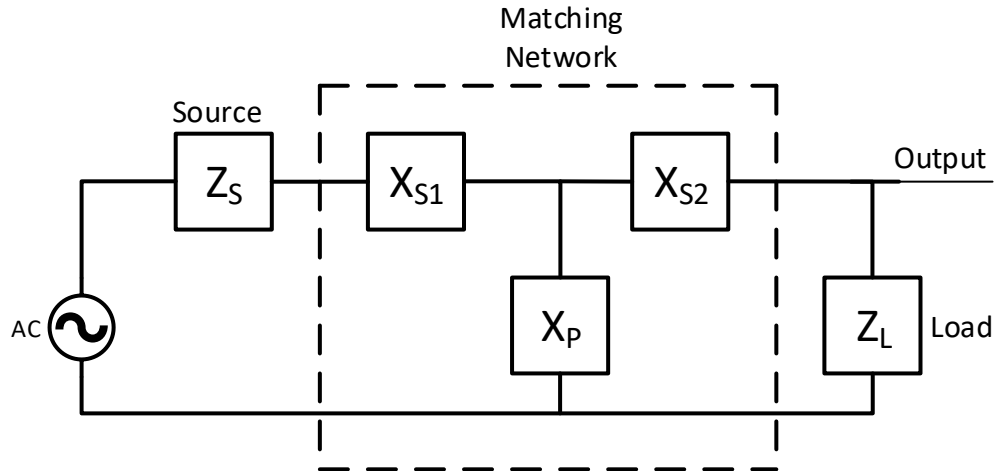 Matching
Network
Source
Z_S
X_S1
X_S2
Output
AC
X_P
Z_L
Load